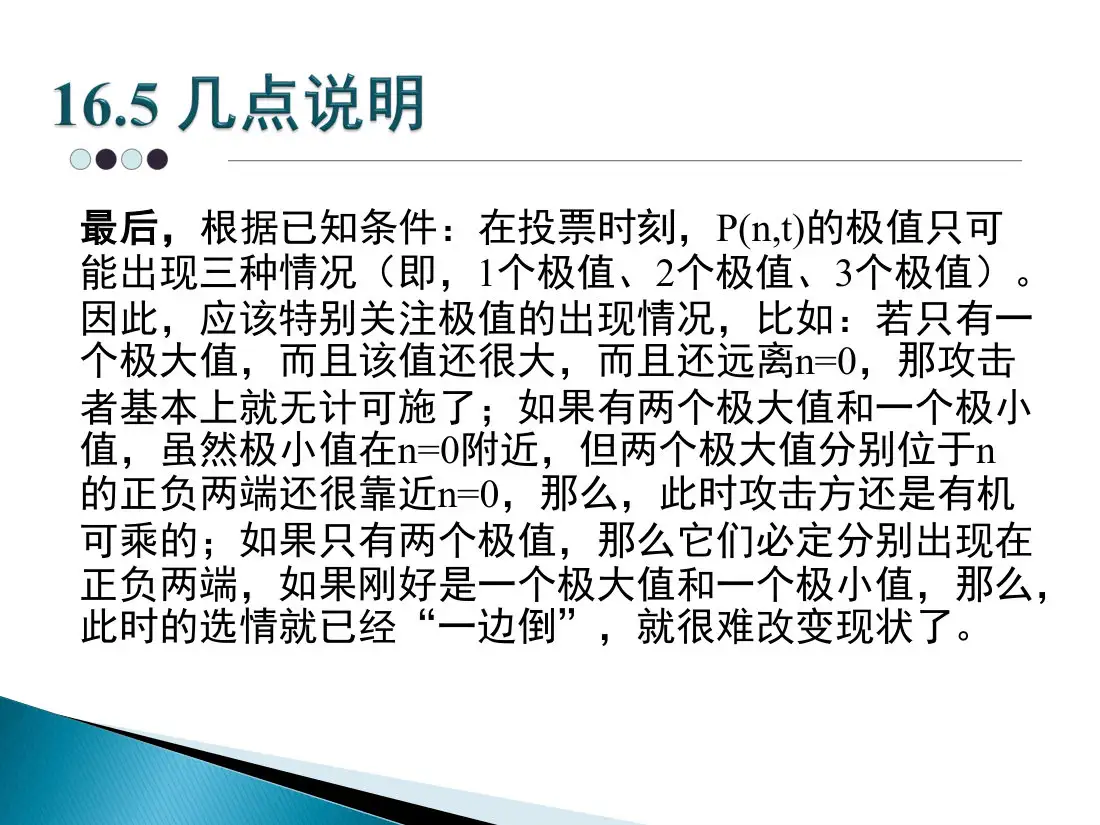 16.5 几点说明
最后，根据已知条件：在投票时刻，P(n,t)的极值只可
能出现三种情况（即，1个极值、2个极值、3个极值）。
因此，应该特别关注极值的出现情况，比如：若只有一
个极大值，而且该值还很大，而且还远离n=0，那攻击
者基本上就无计可施了；如果有两个极大值和一个极小
值，虽然极小值在n=0附近，但两个极大值分别位于n
的正负两端还很靠近n=0，那么，此时攻击方还是有机
可乘的；如果只有两个极值，那么它们必定分别出现在
正负两端，如果刚好是一个极大值和一个极小值，那么，
此时的选情就已经“一边倒”，就很难改变现状了。